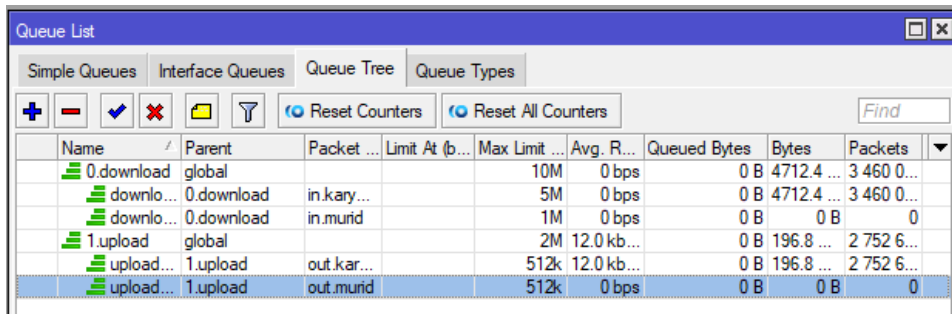 Queue List
Simple Queues Interface Queues Queue Tree Queue Types
Reset Counters Reset All Counters Find
Name Parent Packet ... Limit At (b... Max Limit ... Avg. R... Queued Bytes Bytes Packets
0.download global 10M 0 bps 0 B 4712.4 ... 3 460 0...
downlo... 0.download in.kary... 5M 0 bps 0 B 4712.4 ... 3 460 0...
downlo... 0.download in.murid 1M 0 bps 0 B 0 B 0
1.upload global 2M 12.0 kb... 0 B 196.8 ... 2 752 6...
upload... 1.upload out.kar... 512k 12.0 kb... 0 B 196.8 ... 2 752 6...
upload... 1.upload out.murid 512k 0 bps 0 B 0 B 0